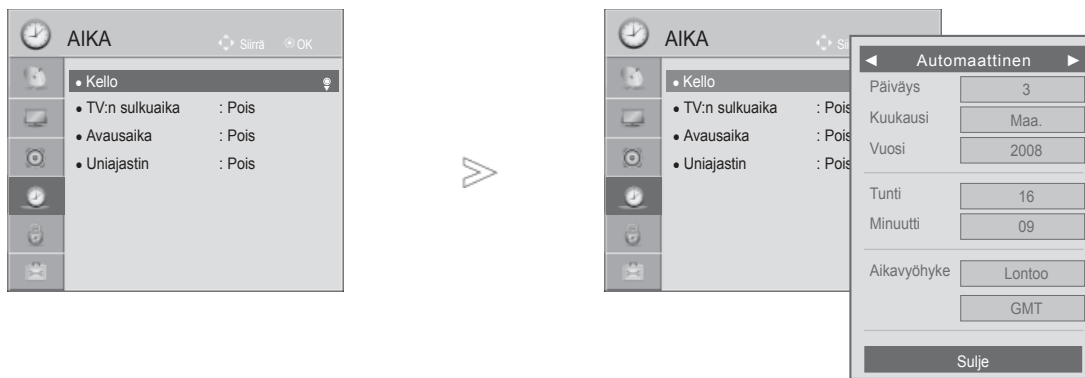 AIKA
Siirrä OK
• Kello
• TV:n sulkuaika : Pois
• Avausaika : Pois
• Uniajastin : Pois
AIKA
• Kello
• TV:n sulkuaika : Pois
• Avausaika : Pois
• Uniajastin : Pois
◄ Automaattinen ►
Päiväys 3
Kuukausi Maa.
Vuosi 2008
Tunti 16
Minuutti 09
Aikavyöhyke Lontoo
GMT
Sulje